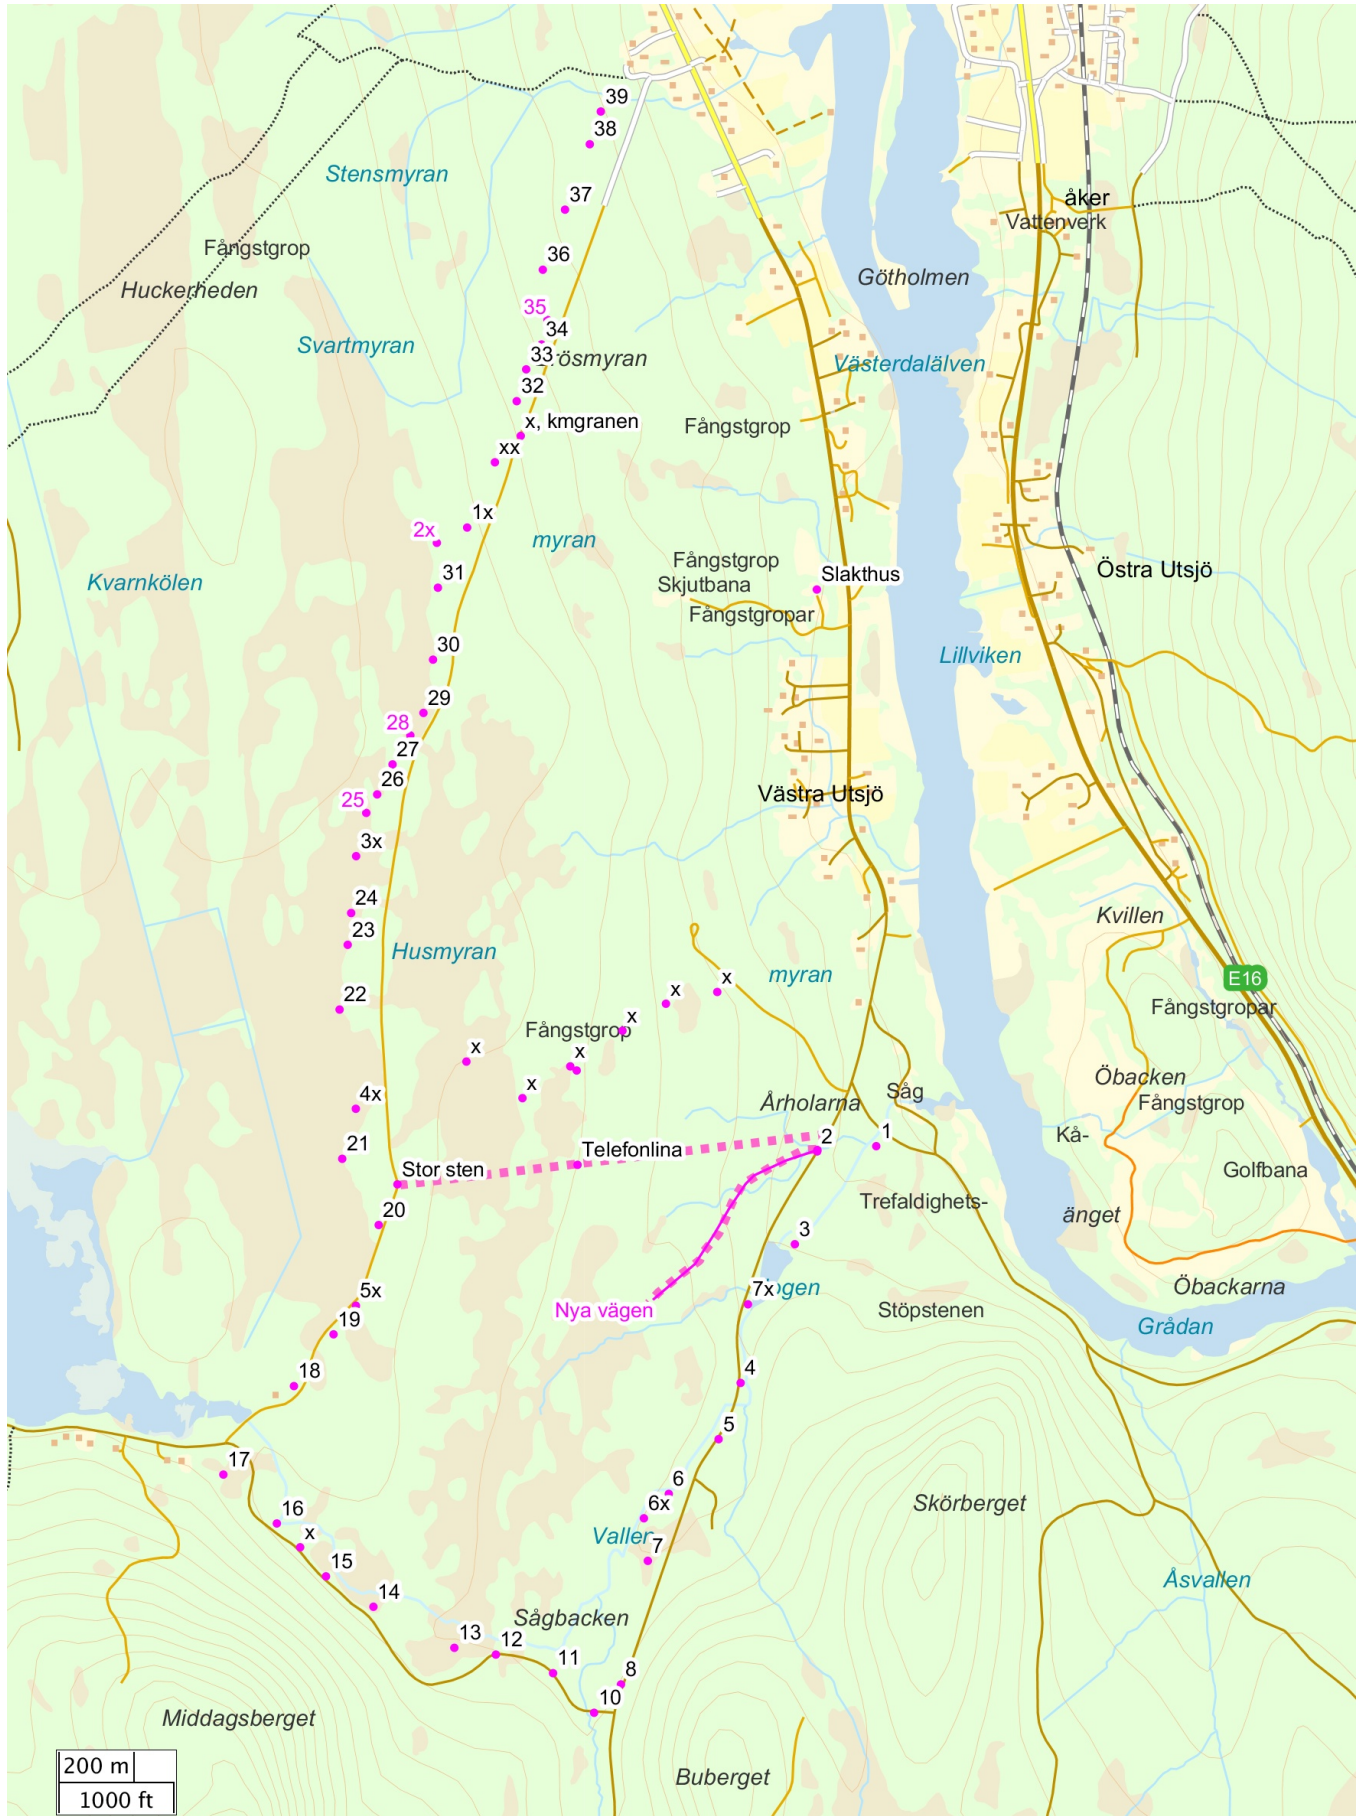 39
38
Stensmyran
åker
37
Vattenverk
Fångstgrop
36
Götholmen
Huckerheden
35
34
Svartmyran
33
rösmyran
Västerdalälven
32
x, kmgranen
Fångstgrop
xx
1x
2x
myran
Fångstgrop
31
Slakthus
Östra Utsjö
Kvarnkölen
Skjutbana
Fångstgropar
30
Lillviken
29
28
27
26
Västra Utsjö
25
3x
24
Kvillen
23
Husmyran
myran
x
E16
x
22
Fångstgropar
x
Fångstgrop
x
x
Öbacken
x
Såg
4x
Årholarna
Fångstgrop
1
Kå-
2
21
Telefonlina
Stor sten
Golfbana
Trefaldighets-
änget
20
3
5x
7x
ogen
Öbackarna
Nya vägen
Stöpstenen
19
Grådan
18
4
5
17
6
6x
Skörberget
16
x
Vallen
7
15
Åsvallen
14
Sågbacken
13
12
11
8
10
Middagsberget
200 m
Buberget
1000 ft